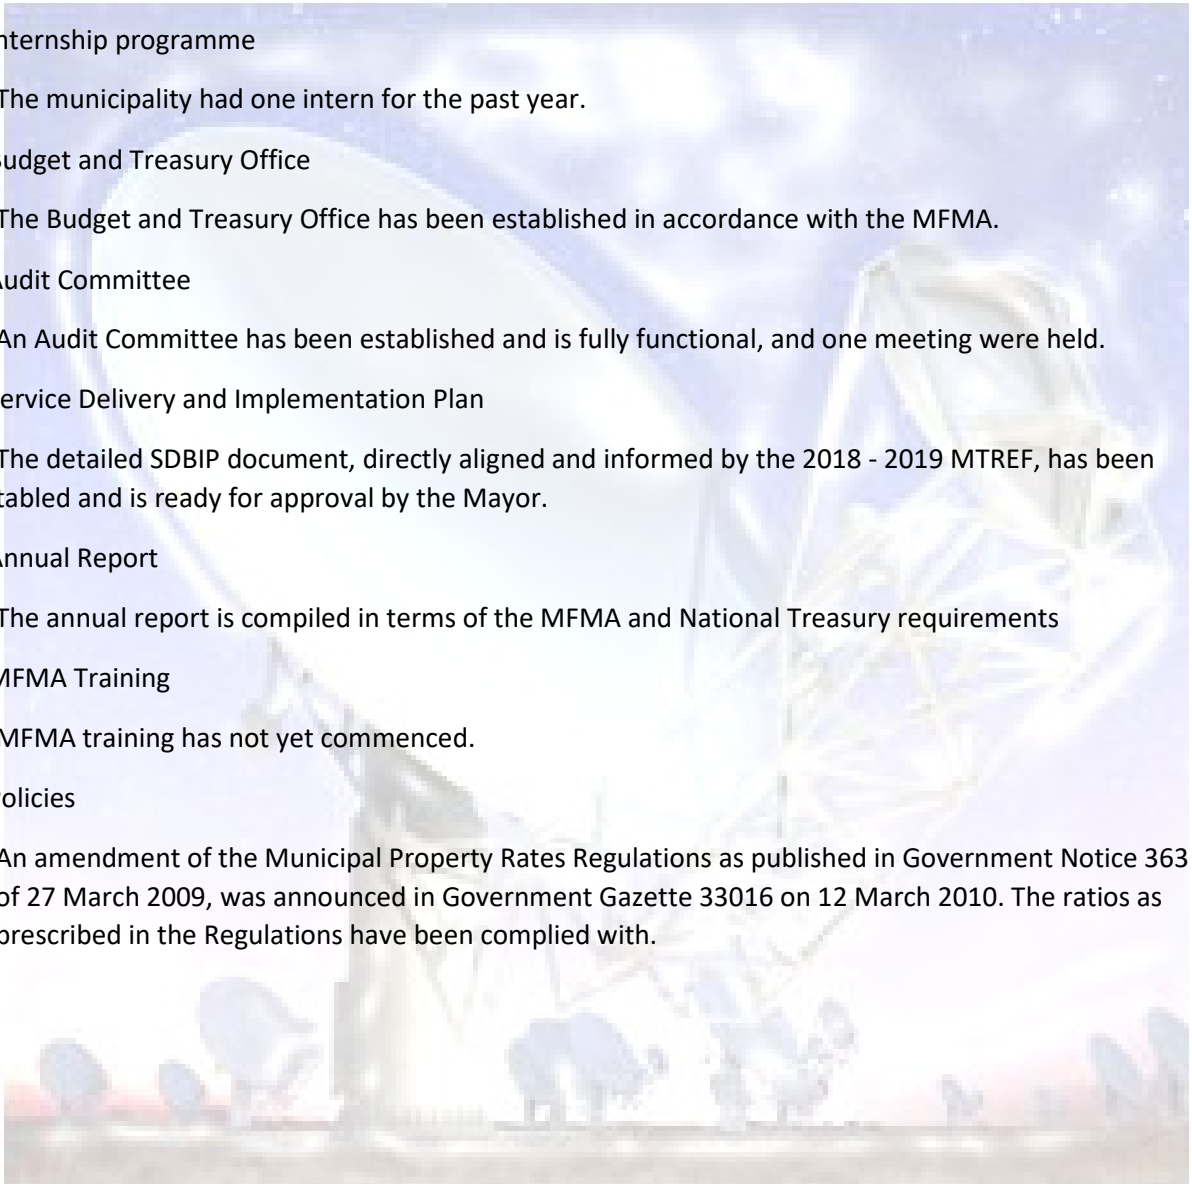 nternship programme
The municipality had one intern for the past year.
Budget and Treasury Office
The Budget and Treasury Office has been established in accordance with the MFMA.
Audit Committee
An Audit Committee has been established and is fully functional, and one meeting were held.
ervice Delivery and Implementation Plan
The detailed SDBIP document, directly aligned and informed by the 2018 - 2019 MTREF, has been
tabled and is ready for approval by the Mayor.
Annual Report
The annual report is compiled in terms of the MFMA and National Treasury requirements
MFMA Training
MFMA training has not yet commenced.
olicies
An amendment of the Municipal Property Rates Regulations as published in Government Notice 363
of 27 March 2009, was announced in Government Gazette 33016 on 12 March 2010. The ratios as
prescribed in the Regulations have been complied with.